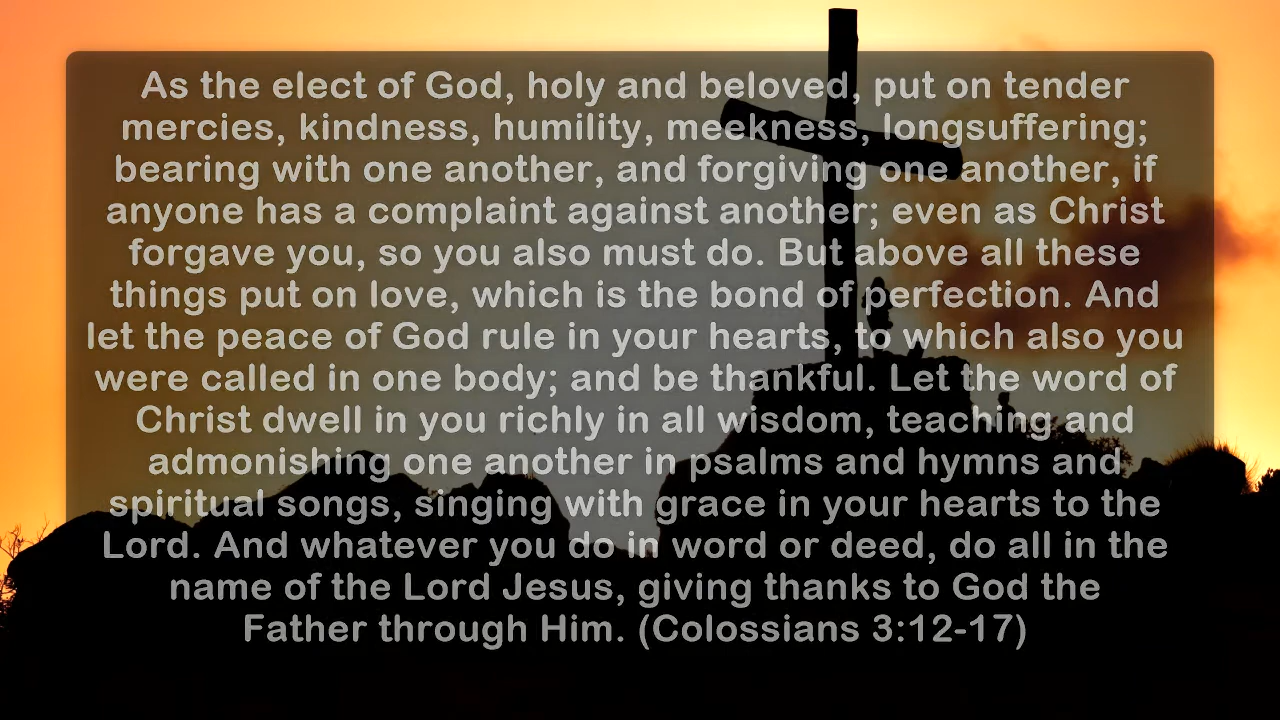 As the elect of God, holy and beloved, put on tender
mercies, kindness, humility, meekness, longsuffering;
bearing with one another, and forgiving one another, if
anyone has a complaint against another; even as Christ
forgave you, so you also must do. But above all these
things put on love, which is the bond of perfection. And
let the peace of God rule in your hearts, to which also you
were called in one body; and be thankful. Let the word of
Christ dwell in you richly in all wisdom, teaching and
admonishing one another in psalms and hymns and
spiritual songs, singing with grace in your hearts to the
Lord. And whatever you do in word or deed, do all in the
name of the Lord Jesus, giving thanks to God the
Father through Him. (Colossians 3:12-17)